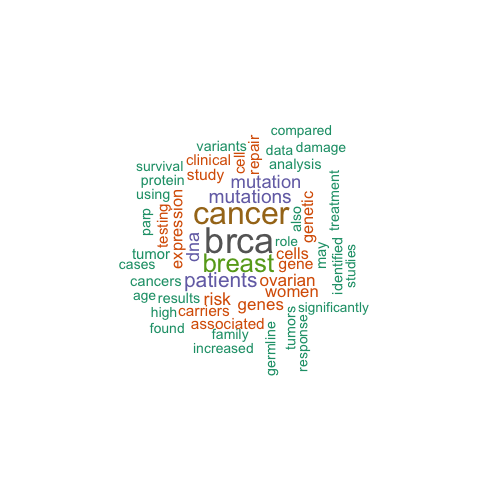 compared
variants
data
damage
repair
cell
clinical
analysis
survival
study
protein
mutation
using
mutations
treatment
parp
testing
expression
cancer
also
genetic
brca
role
dna
may
identified
studies
tumor
cells
cases
breast
gene
cancers
patients
ovarian
women
age
results
risk
genes
high
carriers
significantly
found
associated
family
tumors
response
germline
increased